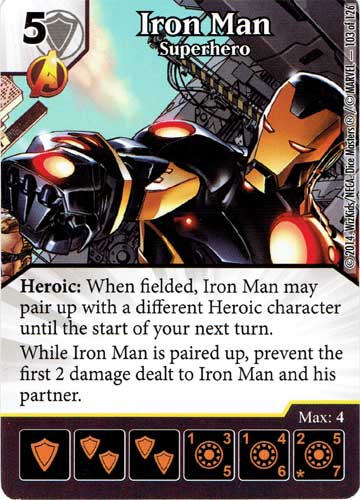 5
Iron Man
Superhero
© 2014 WizKids/NECA. Dice Masters © / © MARVEL — 103 of 126
Heroic: When fielded, Iron Man may
pair up with a different Heroic character
until the start of your next turn.
While Iron Man is paired up, prevent the
first 2 damage dealt to Iron Man and his
partner.
Max: 4
1 3
5
1 4
6
2 5
* 7